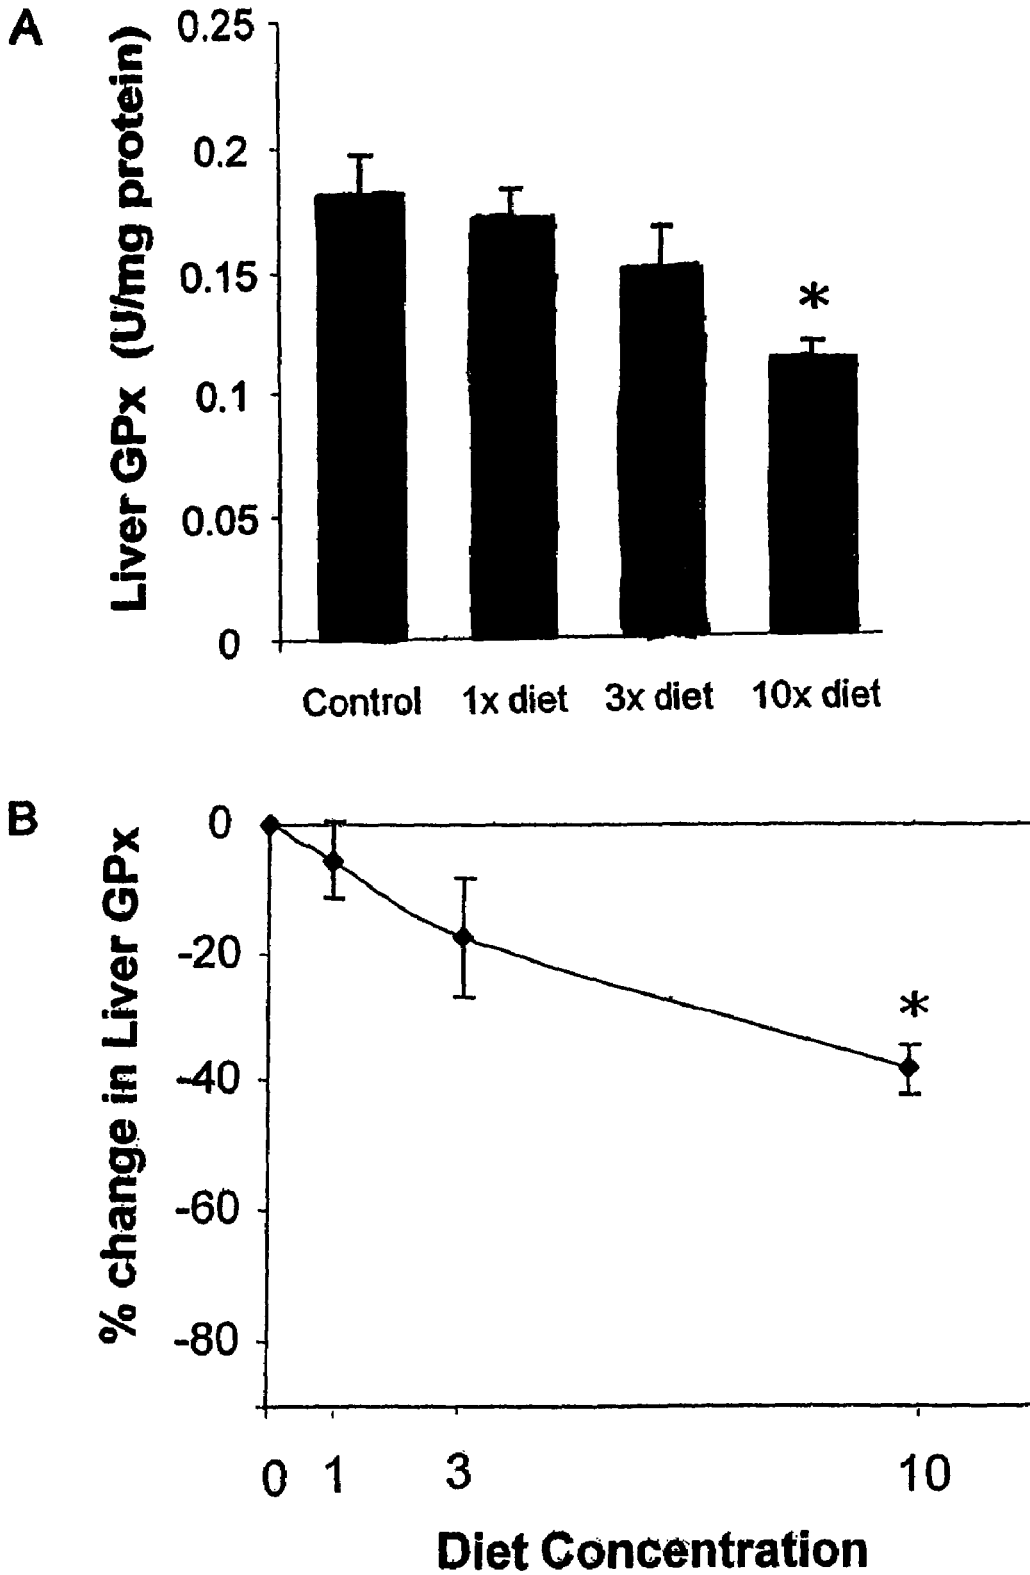 A
Liver GPx (U/mg protein)
0.25
0.2
0.15
0.1
0.05
0
*
Control 1x diet 3x diet 10x diet
B
% change in Liver GPx
0
-20
-40
-60
-80
*
0 1 3 10
Diet Concentration